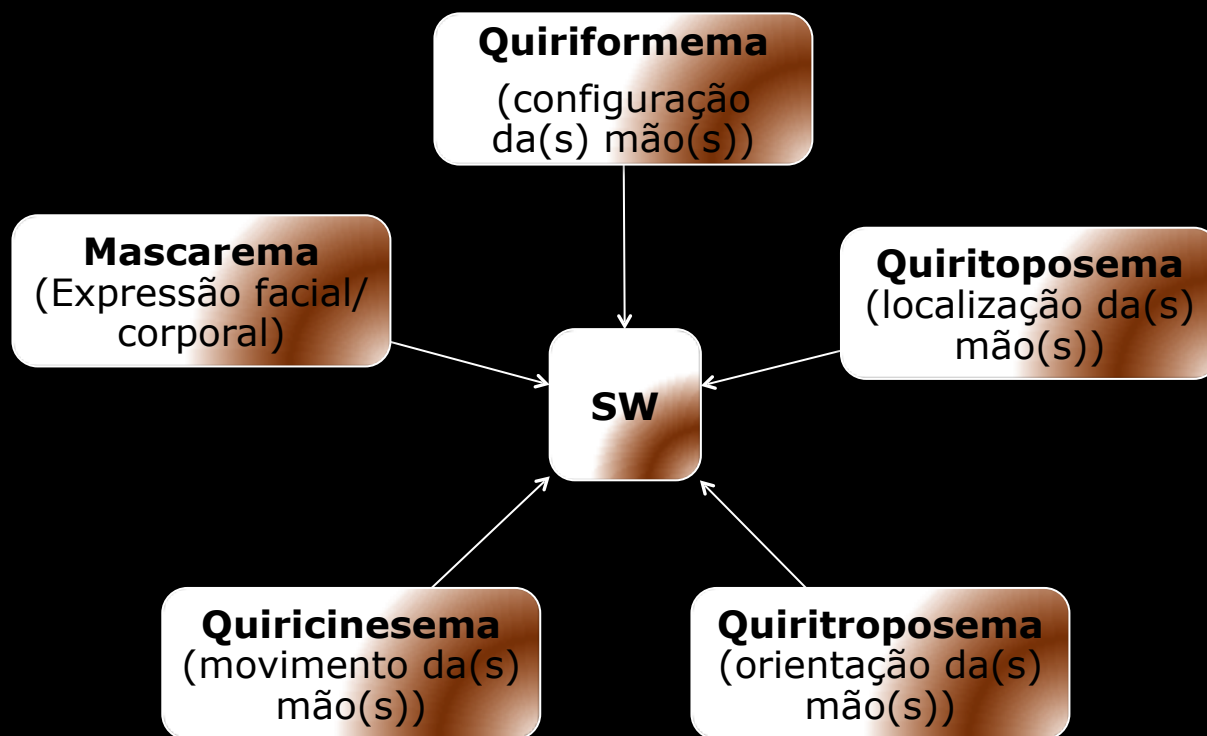 Quiriformema
(configuração
da(s) mão(s))
Mascarema
(Expressão facial/
corporal)
Quiritoposema
(localização da(s)
mão(s))
SW
Quiricinesema
(movimento da(s)
mão(s))
Quiritroposema
(orientação da(s)
mão(s))